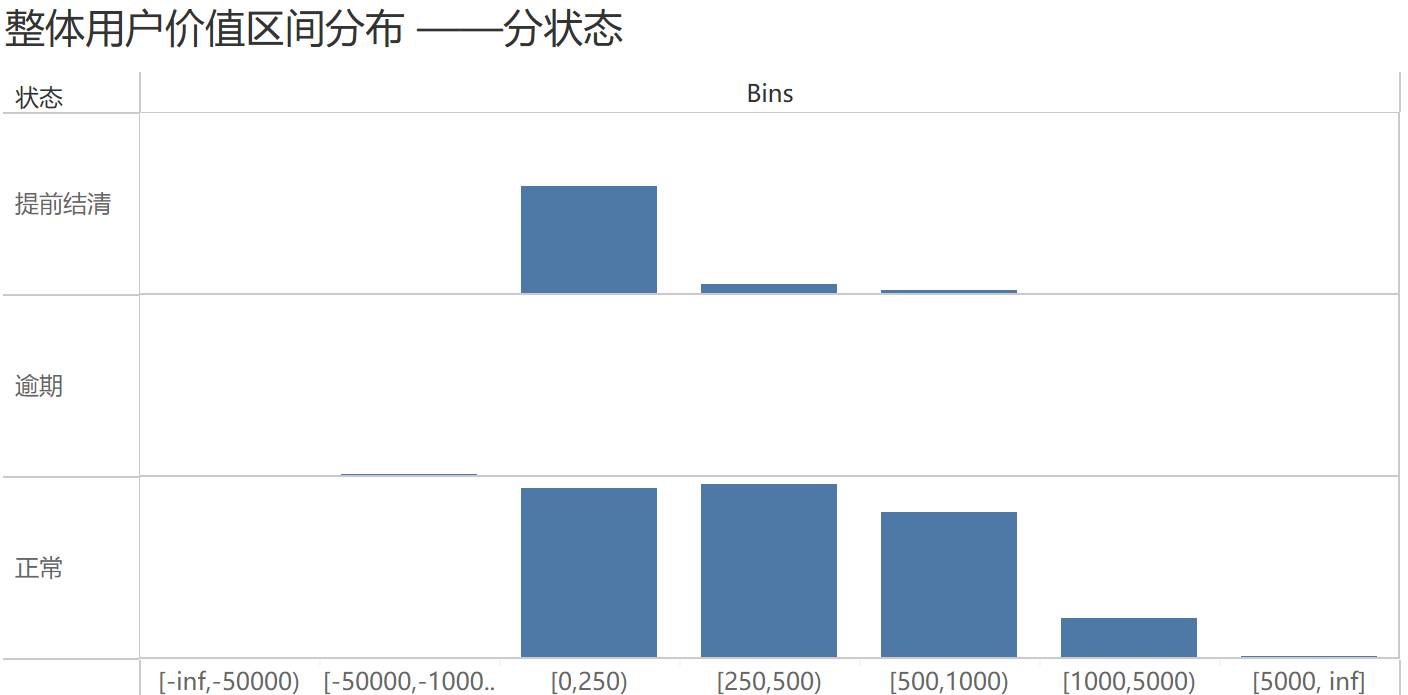 整体用户价值区间分布 ——分状态
状态
Bins
提前结清
逾期
正常
[-inf,-50000) [-50000,-1000.. [0,250) [250,500) [500,1000) [1000,5000) [5000, inf]